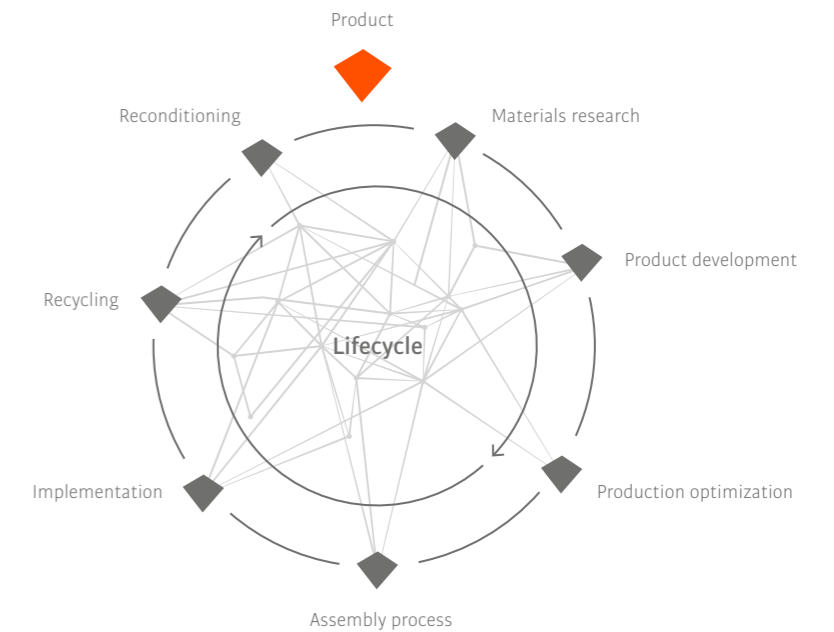 Product
Reconditioning
Materials research
Product development
Recycling
Lifecycle
Implementation
Production optimization
Assembly process